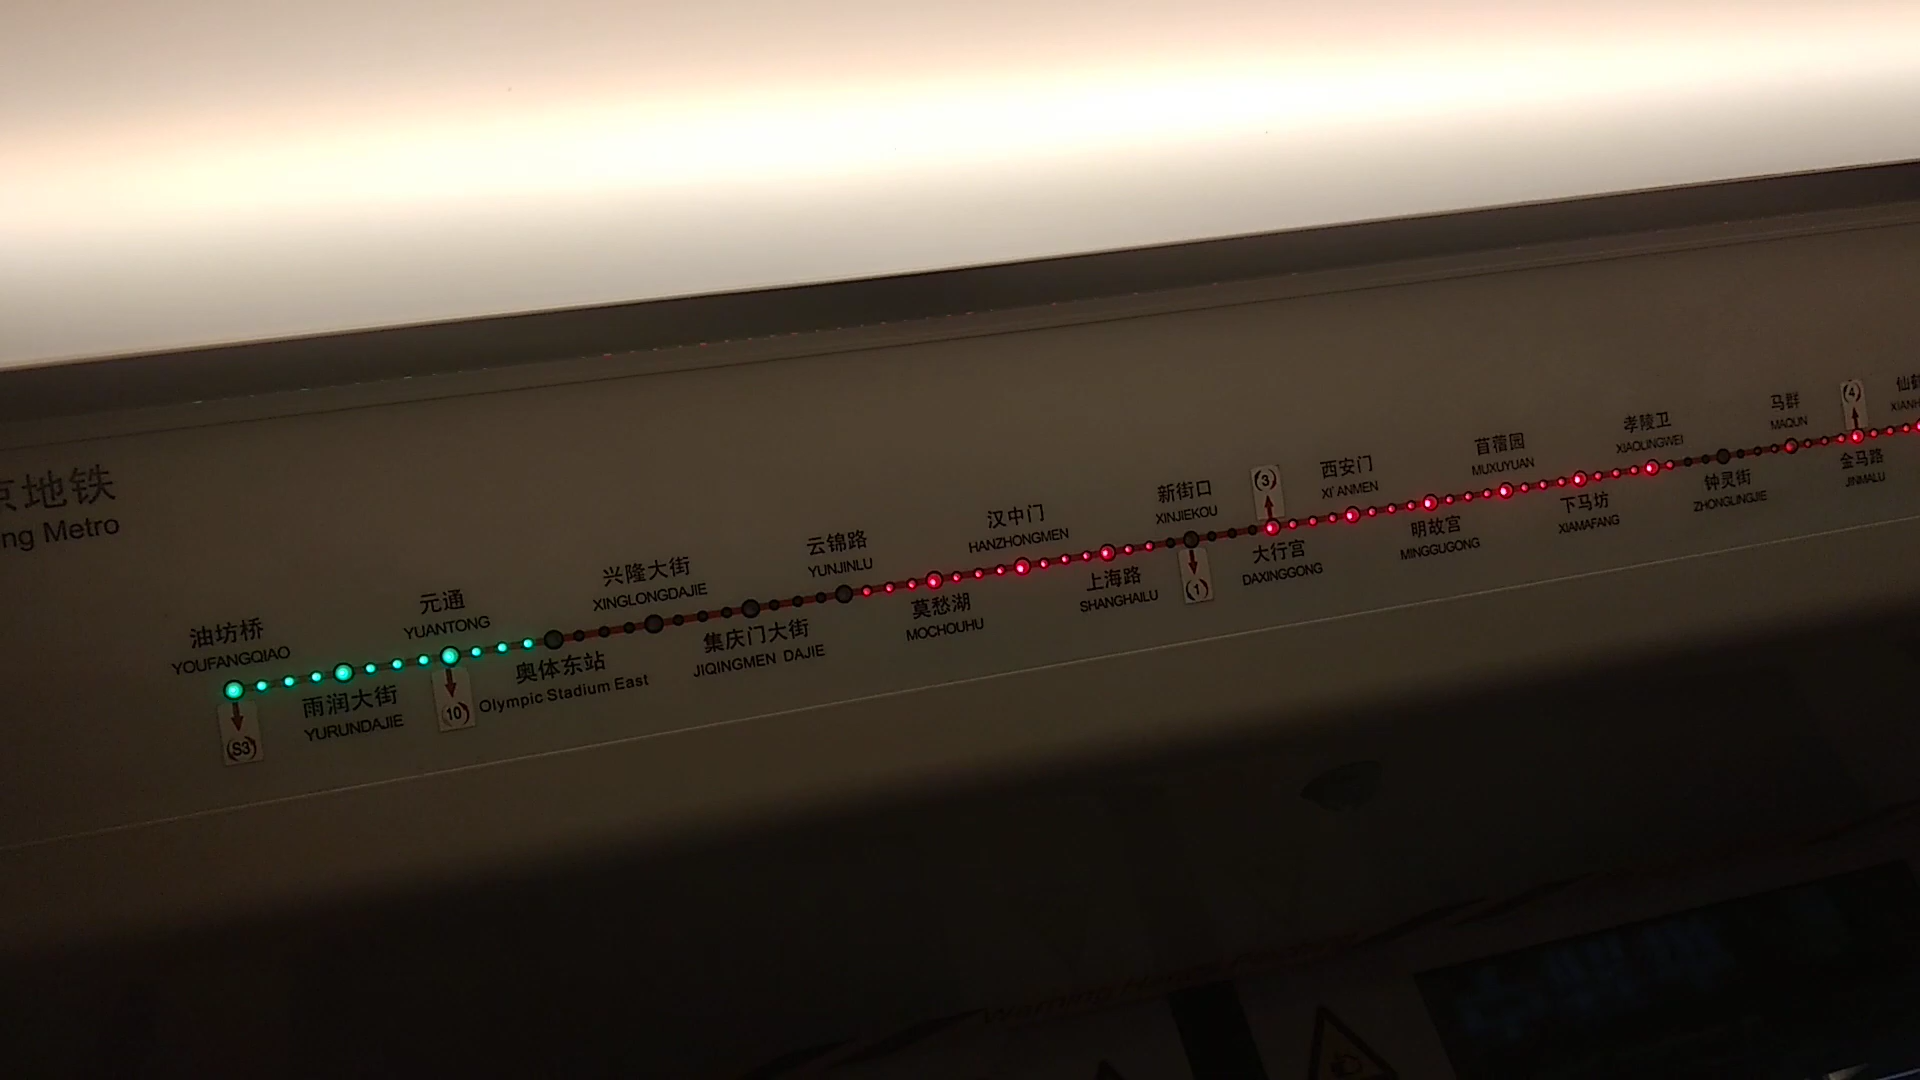 京地铁
ng Metro
油坊桥
YOUFANGQIAO
S3
雨润大街
YURUNDAJIE
元通
YUANTONG
10
奥体东站
Olympic Stadium East
兴隆大街
XINGLONGDAJIE
集庆门大街
JIQINGMEN DAJIE
云锦路
YUNJINLU
莫愁湖
MOCHOUHU
汉中门
HANZHONGMEN
上海路
SHANGHAILU
新街口
XINJIEKOU
1
3
大行宫
DAXINGGONG
西安门
XI'ANMEN
明故宫
MINGGUGONG
苜蓿园
MUXUYUAN
下马坊
XIAMAFANG
孝陵卫
XIAOLINGWEI
钟灵街
ZHONGLINGJIE
马群
MAQUN
4
金马路
JINMALU
仙鹤
XIANH